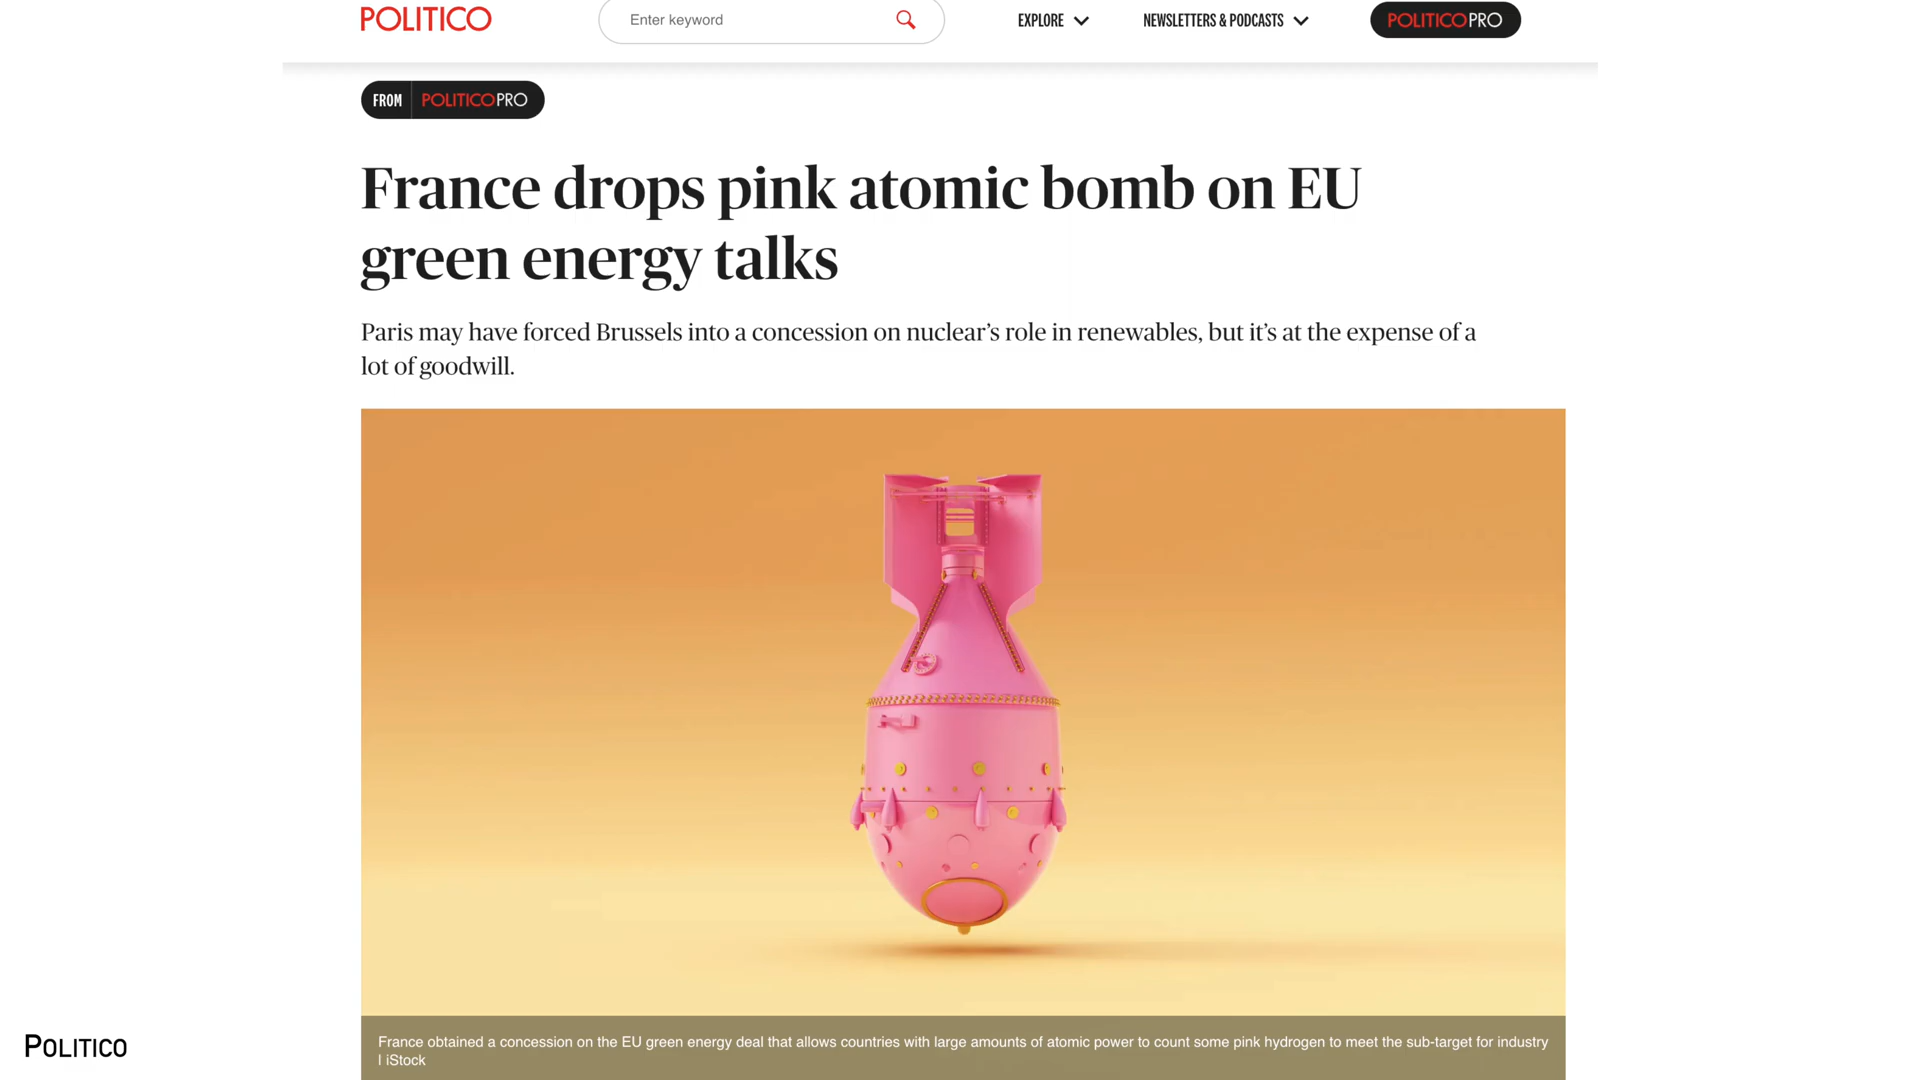 POLITICO
Enter keyword
EXPLORE
NEWSLETTERS & PODCASTS
POLITICOPRO
FROM POLITICOPRO
France drops pink atomic bomb on EU
green energy talks
Paris may have forced Brussels into a concession on nuclear’s role in renewables, but it’s at the expense of a
lot of goodwill.
France obtained a concession on the EU green energy deal that allows countries with large amounts of atomic power to count some pink hydrogen to meet the sub-target for industry
| iStock
POLITICO